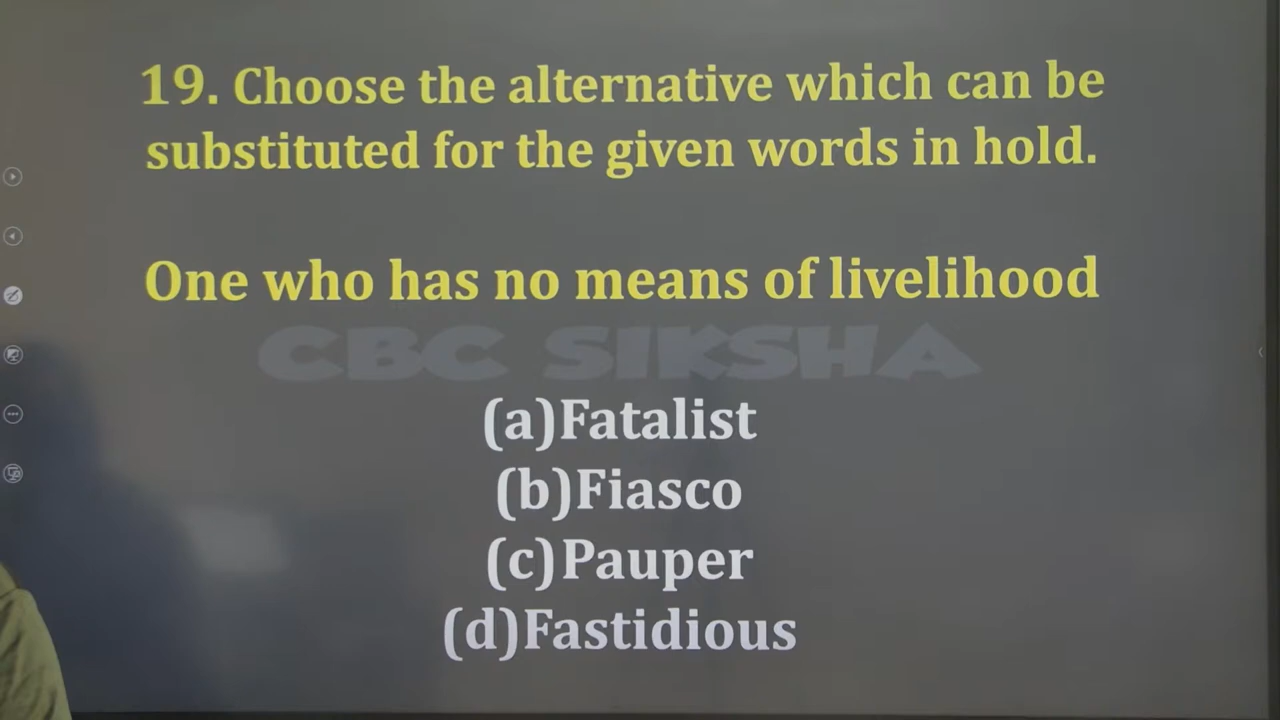 19. Choose the alternative which can be
substituted for the given words in hold.
One who has no means of livelihood
CBC SIKSHA
(a)Fatalist
(b)Fiasco
(c)Pauper
(d)Fastidious